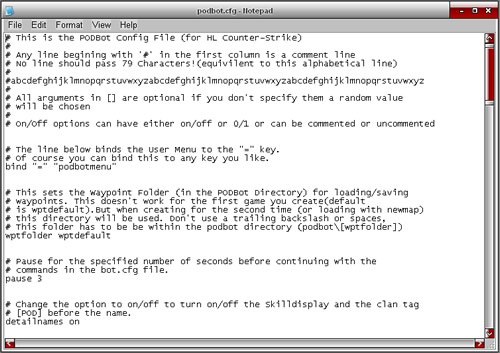 podbot.cfg - Notepad
File Edit Format View Help
# This is the PODBot Config File (for HL Counter-Strike)
#
# Any line begining with '#' in the first column is a comment line
# No line should pass 79 Characters!(equivilent to this alphabetical line)
#
#abcdefghijklmnopqrstuvwxyzabcdefghijklmnopqrstuvwxyzabcdefghijklmnopqrstuvwxyz
#
# All arguments in [] are optional if you don't specify them a random value
# will be chosen
#
# On/Off options can have either on/off or 0/1 or can be commented or uncommented
# The line below binds the User Menu to the "=" key.
# Of course you can bind this to any key you like.
bind "=" "podbotmenu"
# This sets the Waypoint Folder (in the PODBot Directory) for loading/saving
# waypoints. This doesn't work for the first game you create(default
# is wptdefault).But when creating for the second time (or loading with newmap)
# this directory will be used. Don't use a trailing backslash or spaces,
# This folder has to be be within the podbot directory (podbot\[wptfolder])
wptfolder wptdefault
# Pause for the specified number of seconds before continuing with the
# commands in the bot.cfg file.
pause 3
# Change the option to on/off to turn on/off the Skilldisplay and the clan tag
# [POD] before the name.
detailnames on